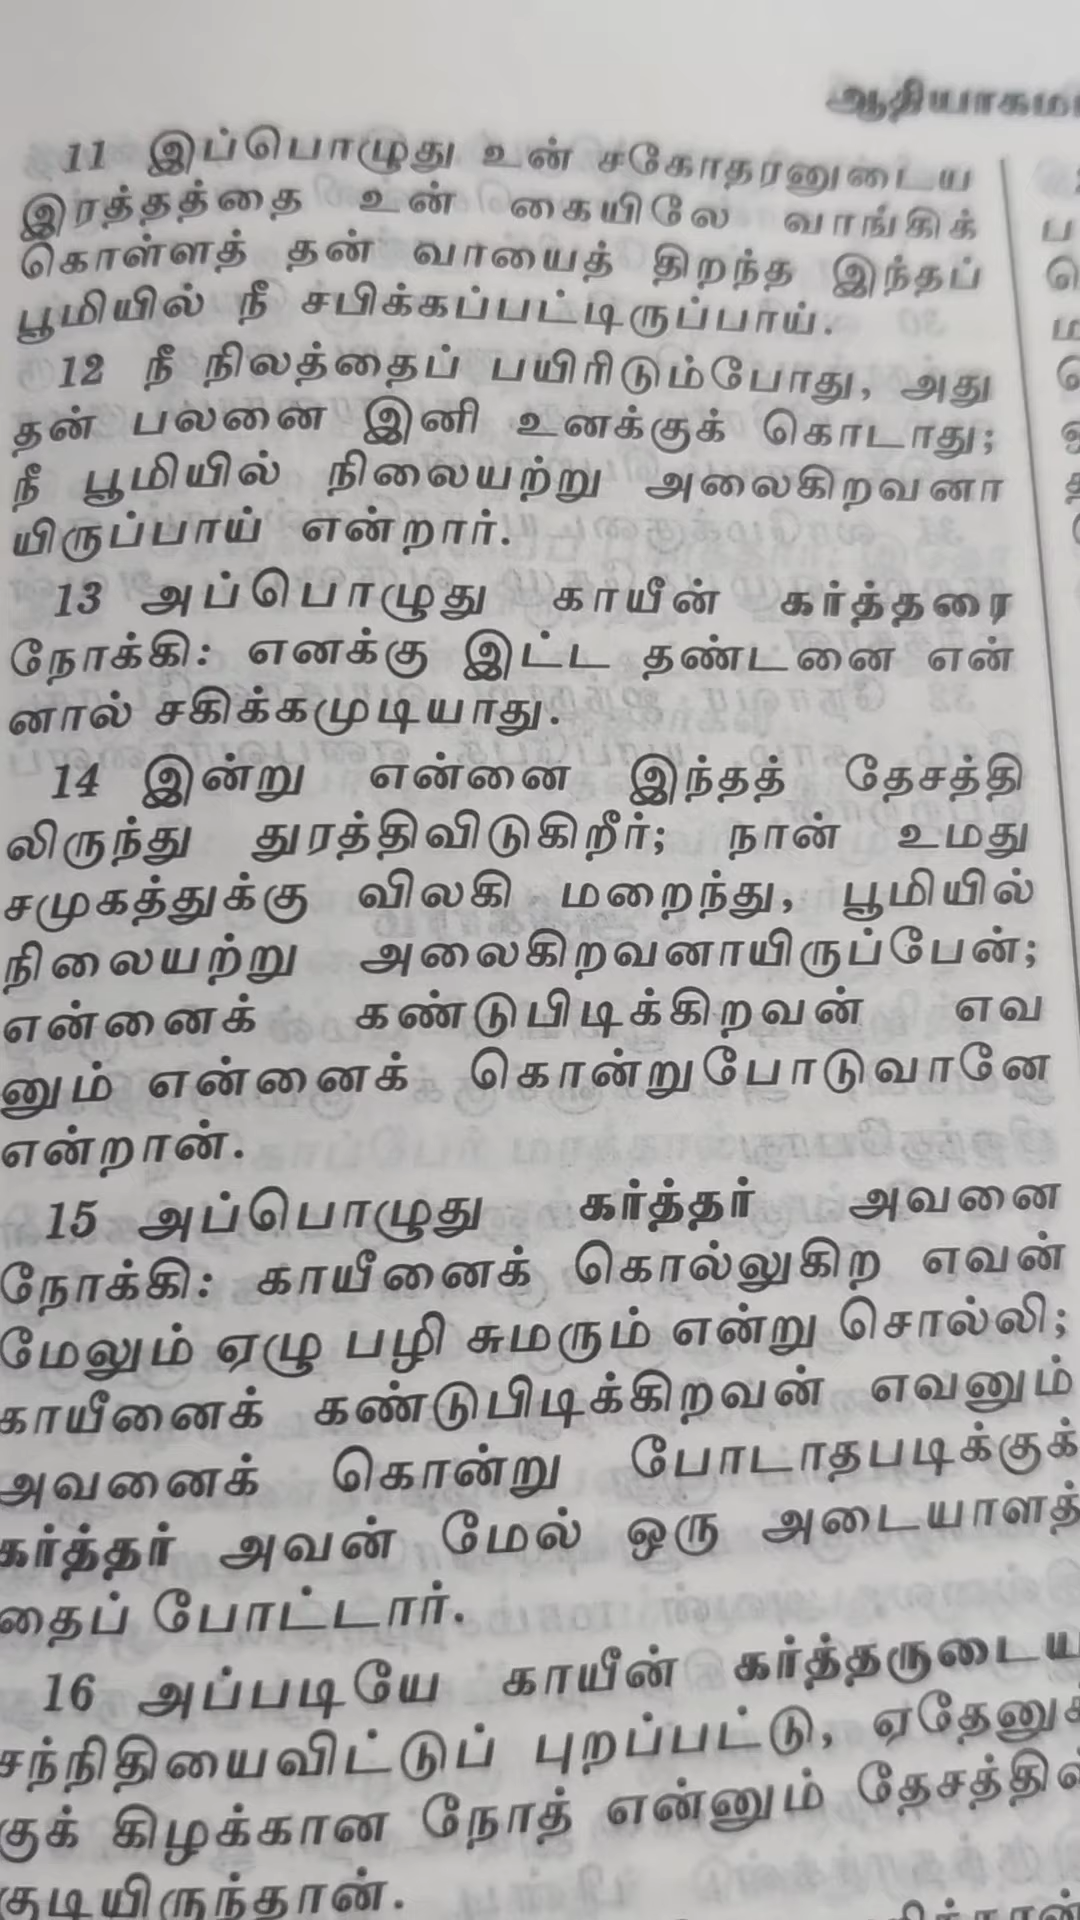 ஆதியாகம
11 இப்பொழுது உன் சகோதரனுடைய
இரத்தத்தை உன் கையிலே வாங்கிக்
கொள்ளத் தன் வாயைத் திறந்த இந்தப்
பூமியில் நீ சபிக்கப்பட்டிருப்பாய்.
12 நீ நிலத்தைப் பயிரிடும்போது, அது
தன் பலனை இனி உனக்குக் கொடாது;
நீ பூமியில் நிலையற்று அலைகிறவனா
யிருப்பாய் என்றார்.
13 அப்பொழுது காயீன் கர்த்தரை
நோக்கி: எனக்கு இட்ட தண்டனை என்
னால் சகிக்கமுடியாது.
14 இன்று என்னை இந்தத் தேசத்தி
லிருந்து துரத்திவிடுகிறீர்; நான் உமது
சமுகத்துக்கு விலகி மறைந்து, பூமியில்
நிலையற்று அலைகிறவனாயிருப்பேன்;
என்னைக் கண்டுபிடிக்கிறவன் எவ
னும் என்னைக் கொன்றுபோடுவானே
என்றான்.
15 அப்பொழுது கர்த்தர் அவனை
நோக்கி: காயீனைக் கொல்லுகிற எவன்
மேலும் ஏழு பழி சுமரும் என்று சொல்லி;
காயீனைக் கண்டுபிடிக்கிறவன் எவனும்
அவனைக் கொன்று போடாதபடிக்குக்
கர்த்தர் அவன் மேல் ஒரு அடையாளத்
தைப் போட்டார்.
16 அப்படியே காயீன் கர்த்தருடைய
சந்நிதியைவிட்டுப் புறப்பட்டு, ஏதேனுக்
குக் கிழக்கான நோத் என்னும் தேசத்தில்
குடியிருந்தான்.